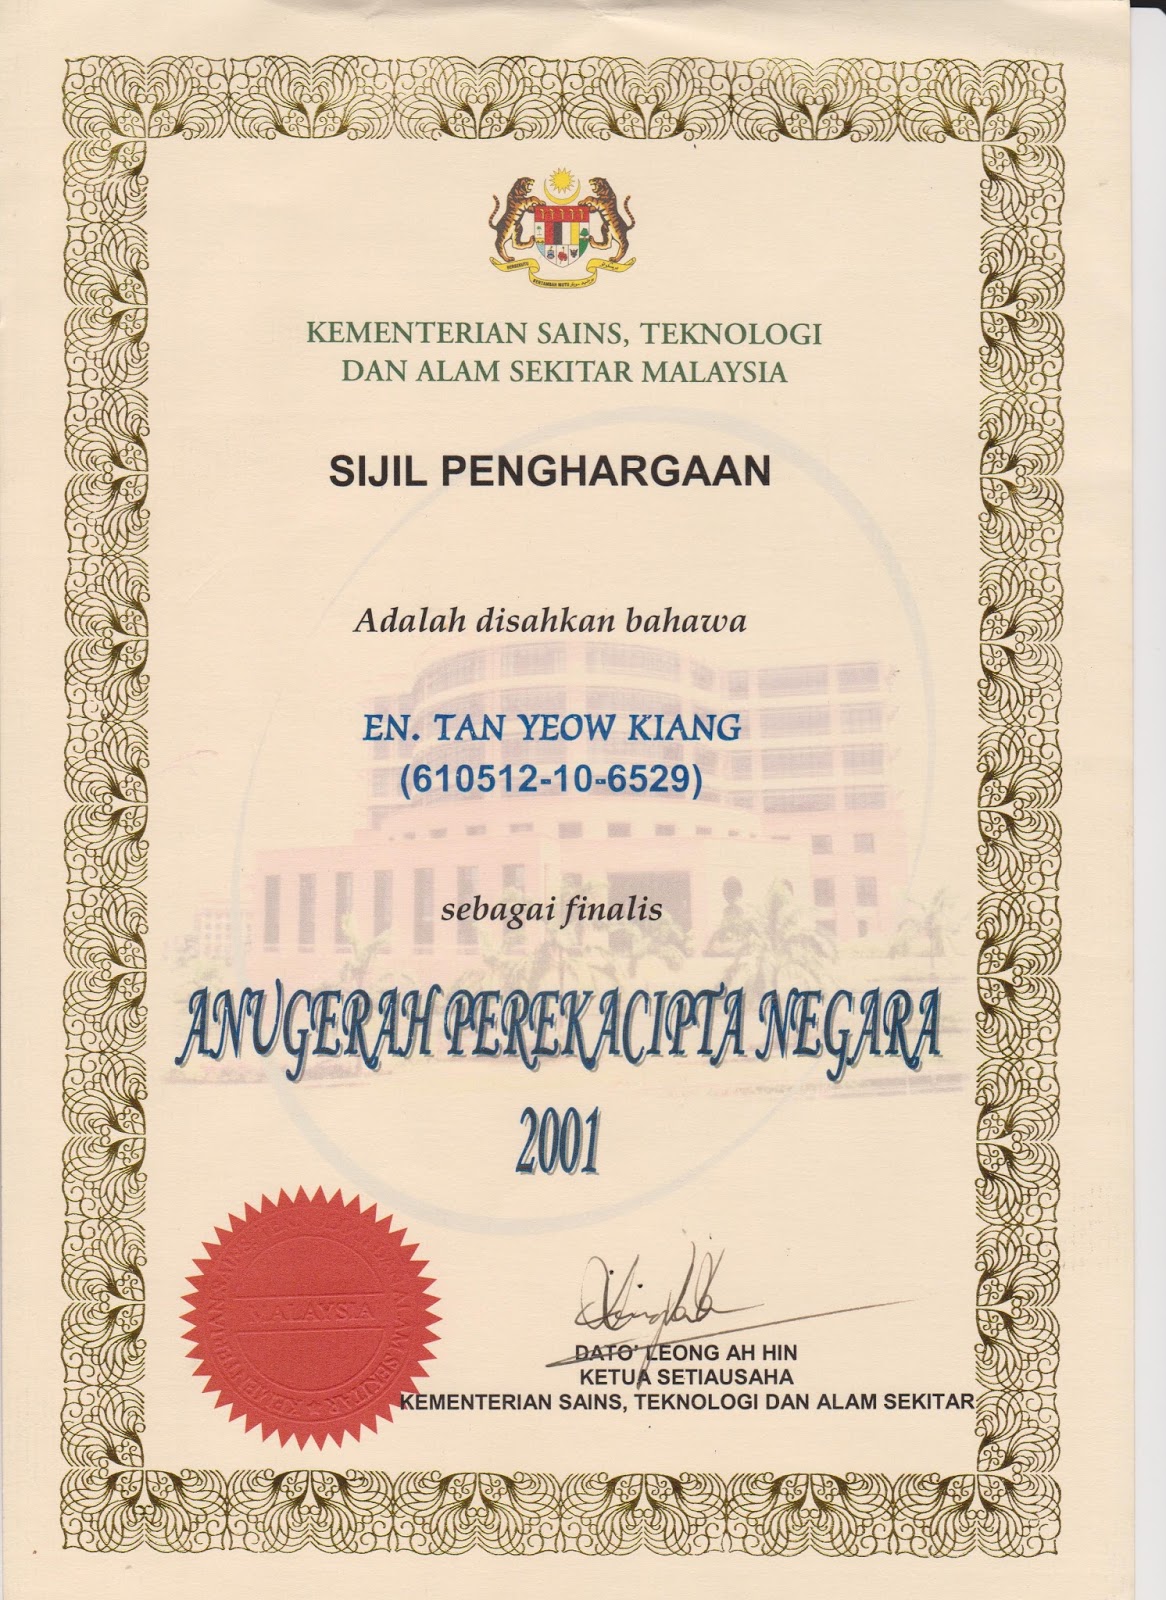 KEMENTERIAN SAINS, TEKNOLOGI
DAN ALAM SEKITAR MALAYSIA
SIJIL PENGHARGAAN
Adalah disahkan bahawa
EN. TAN YEOW KIANG
(610512-10-6529)
sebagai finalis
ANUGERAH PEREKACIPTA NEGARA
2001
MALAYSIA
DATO' LEONG AH HIN
KETUA SETIAUSAHA
KEMENTERIAN SAINS, TEKNOLOGI DAN ALAM SEKITAR